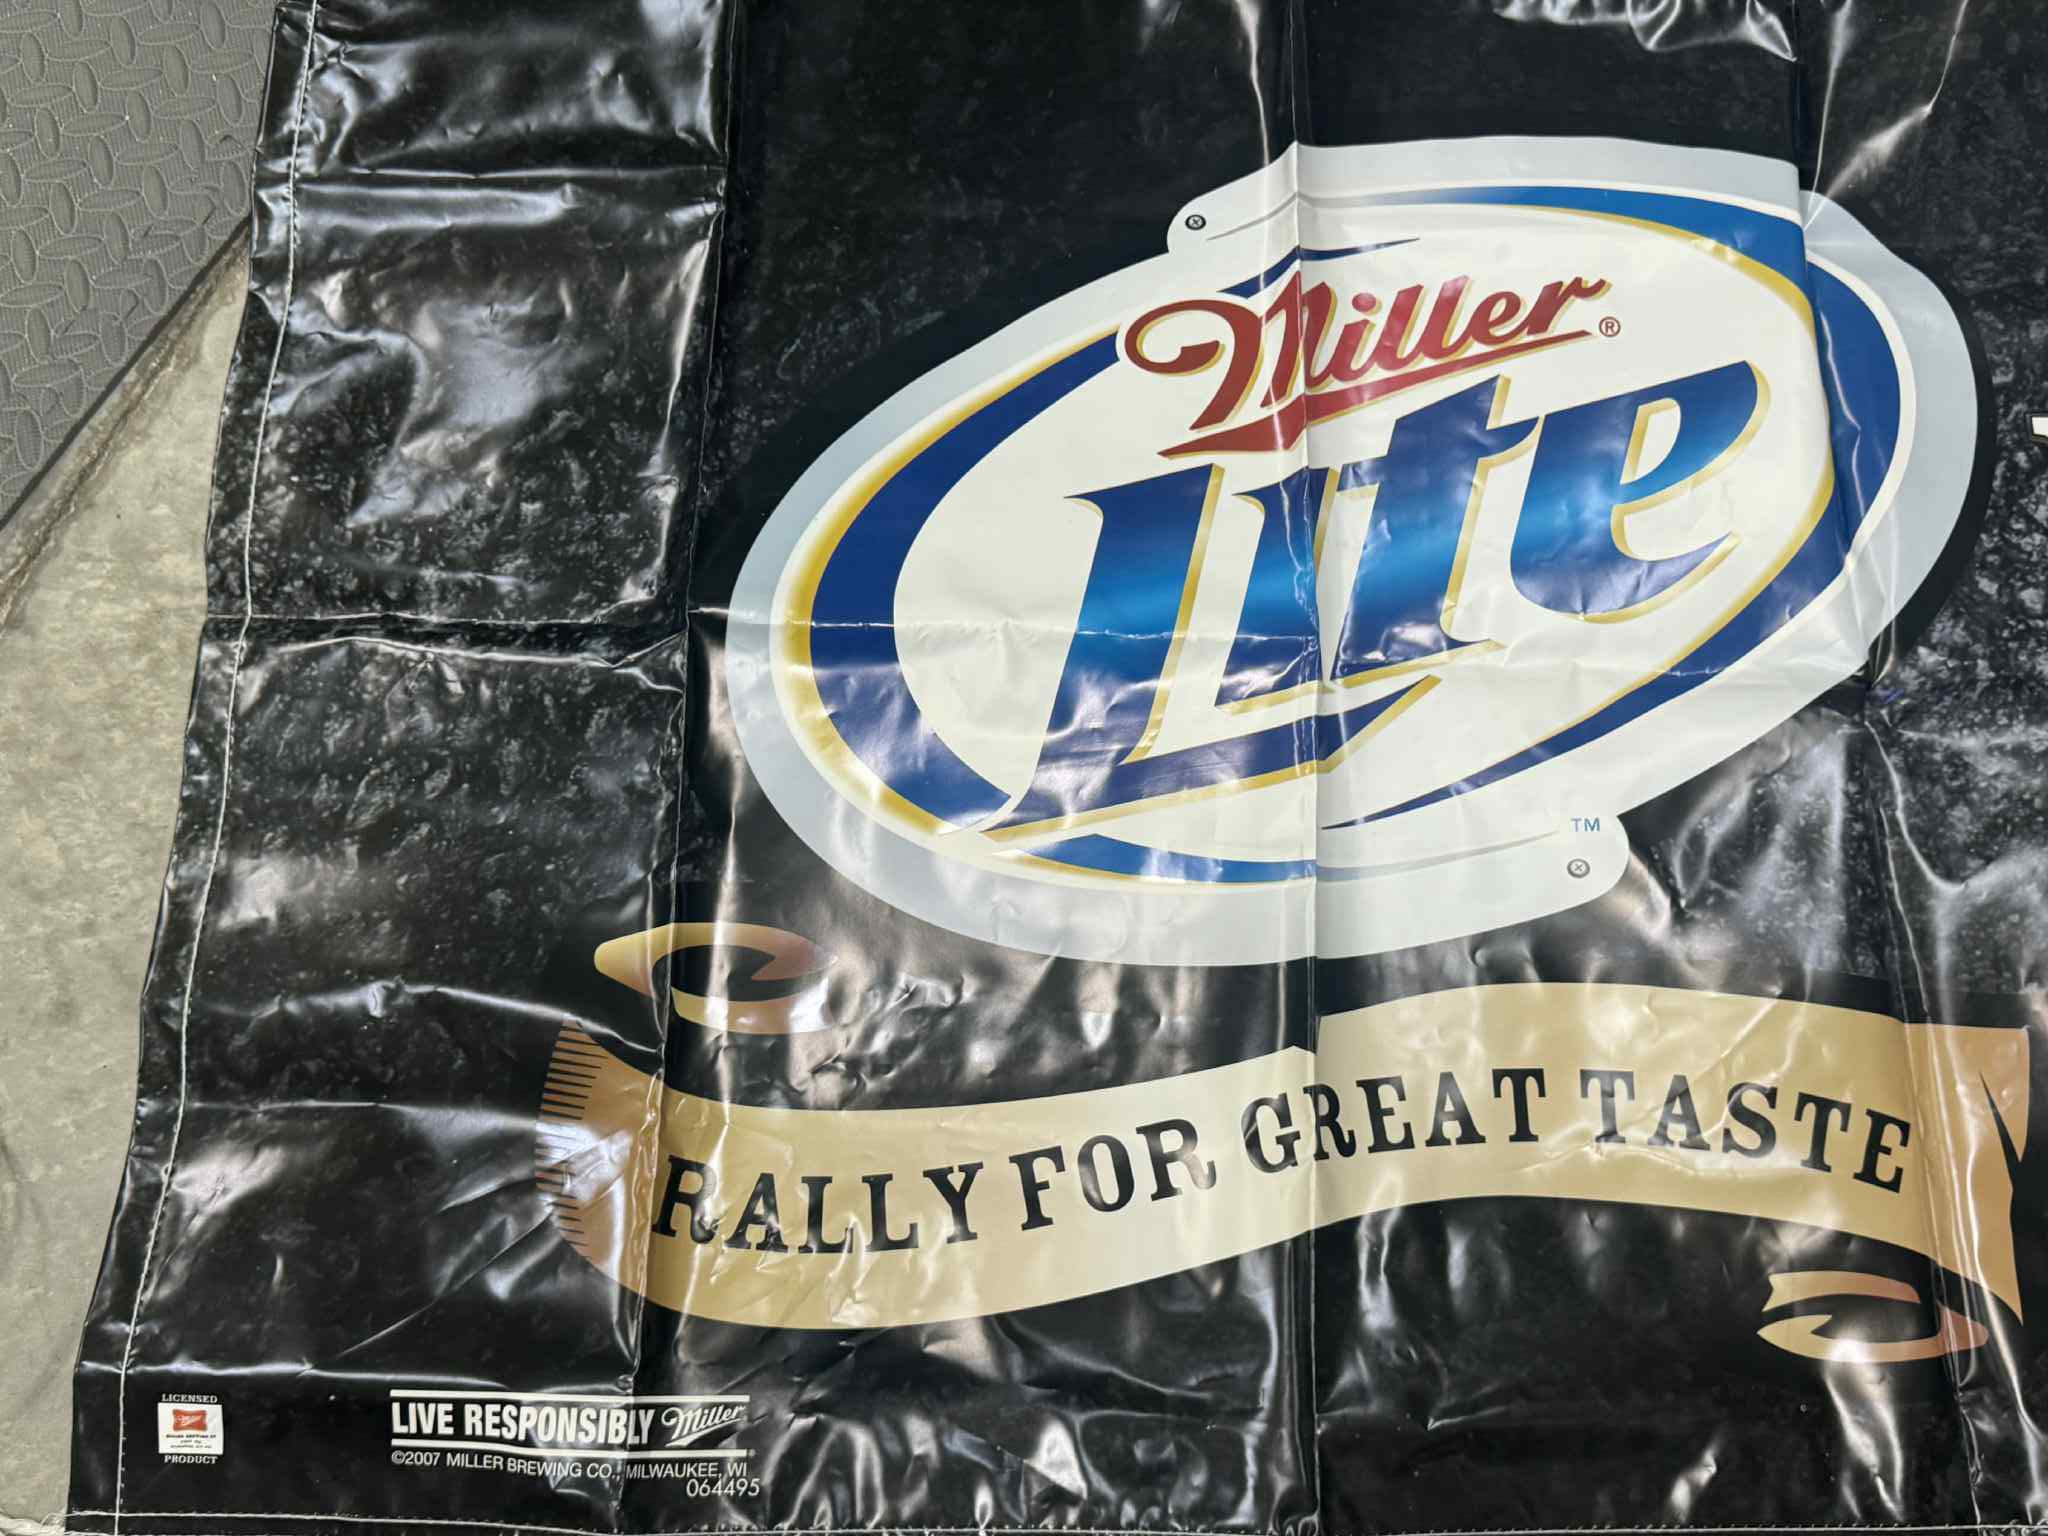 Miller®
Lite
TM
RALLY FOR GREAT TASTE
LICENSED
Miller
PRODUCT
LIVE RESPONSIBLY Miller
©2007 MILLER BREWING CO., MILWAUKEE, WI
064495